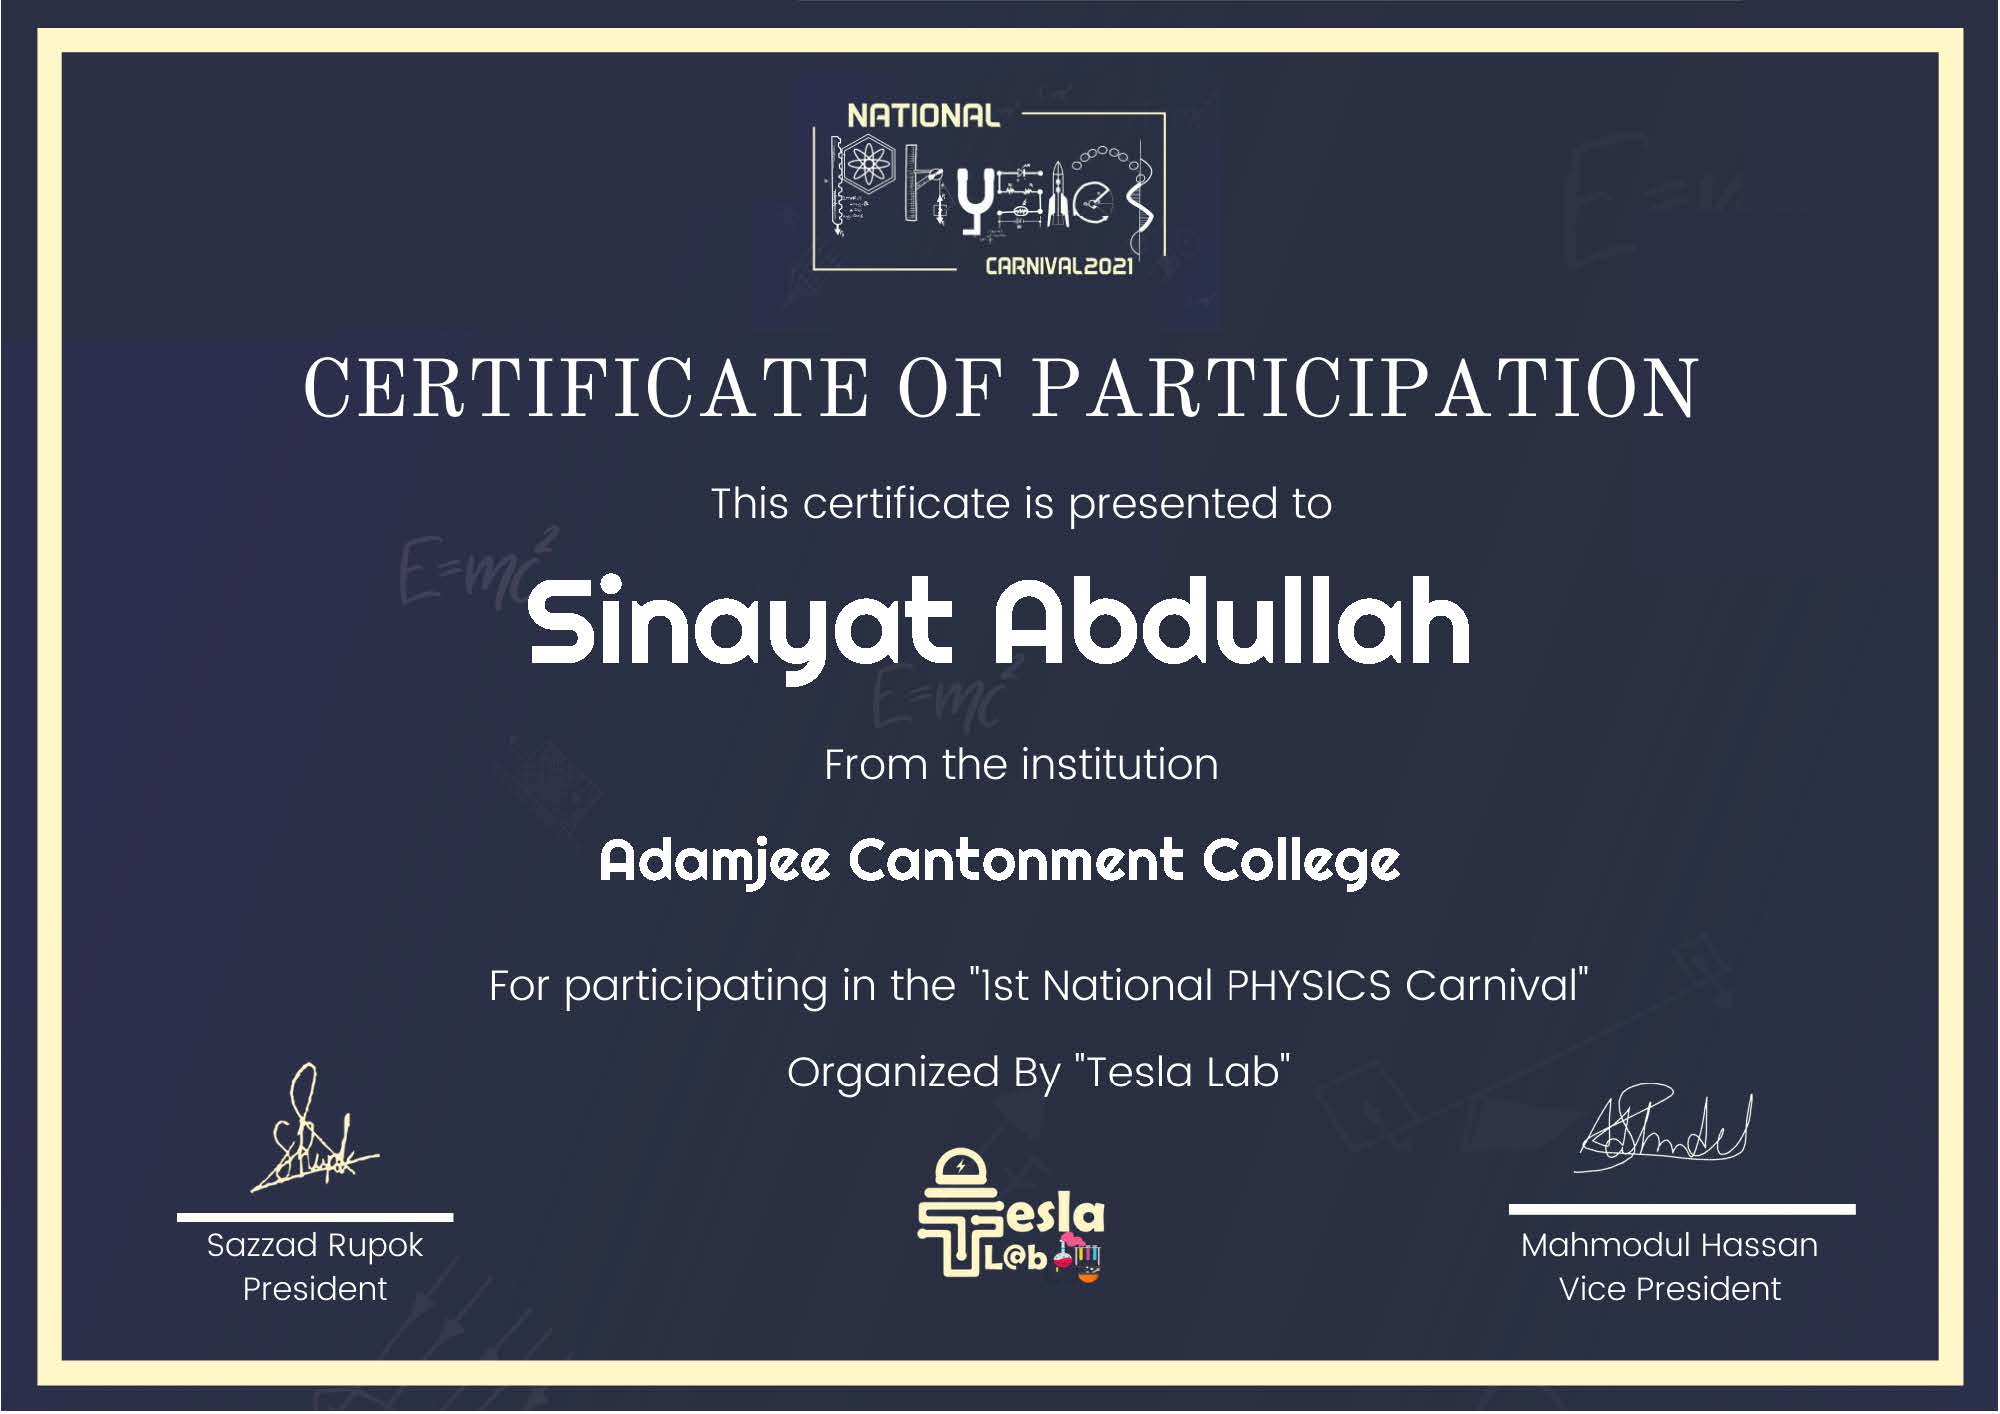 NATIONAL
Physics
CARNIVAL2021
CERTIFICATE OF PARTICIPATION
This certificate is presented to
E=mc²
Sinayat Abdullah
E=mc²
From the institution
Adamjee Cantonment College
For participating in the "1st National PHYSICS Carnival"
Organized By "Tesla Lab"
Tesla
L@b
Sazzad Rupok
President
Mahmodul Hassan
Vice President